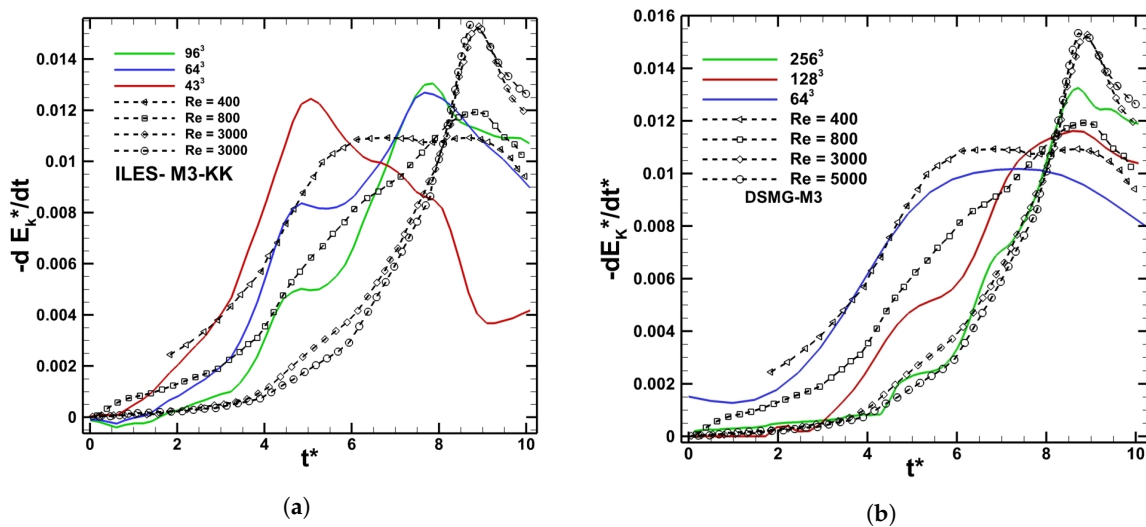 -d E_k^*/dt
0.014
0.012
0.01
0.008
0.006
0.004
0.002
0
96³
64³
43³
Re = 400
Re = 800
Re = 3000
Re = 3000
ILES- M3-KK
0 2 4 6 8 10
t*
(a)
-dE_K^*/dt*
0.016
0.014
0.012
0.01
0.008
0.006
0.004
0.002
0
256³
128³
64³
Re = 400
Re = 800
Re = 3000
Re = 5000
DSMG-M3
0 2 4 6 8 10
t*
(b)